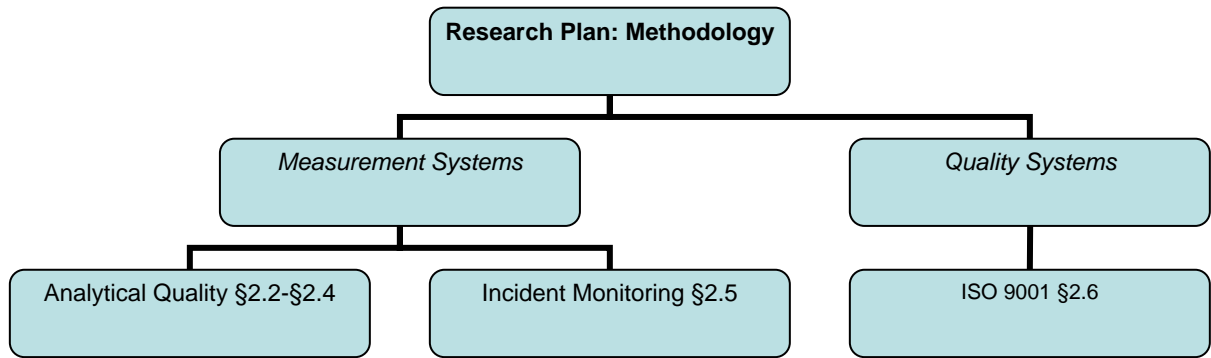 Research Plan: Methodology
Measurement Systems
Quality Systems
Analytical Quality §2.2-§2.4
Incident Monitoring §2.5
ISO 9001 §2.6